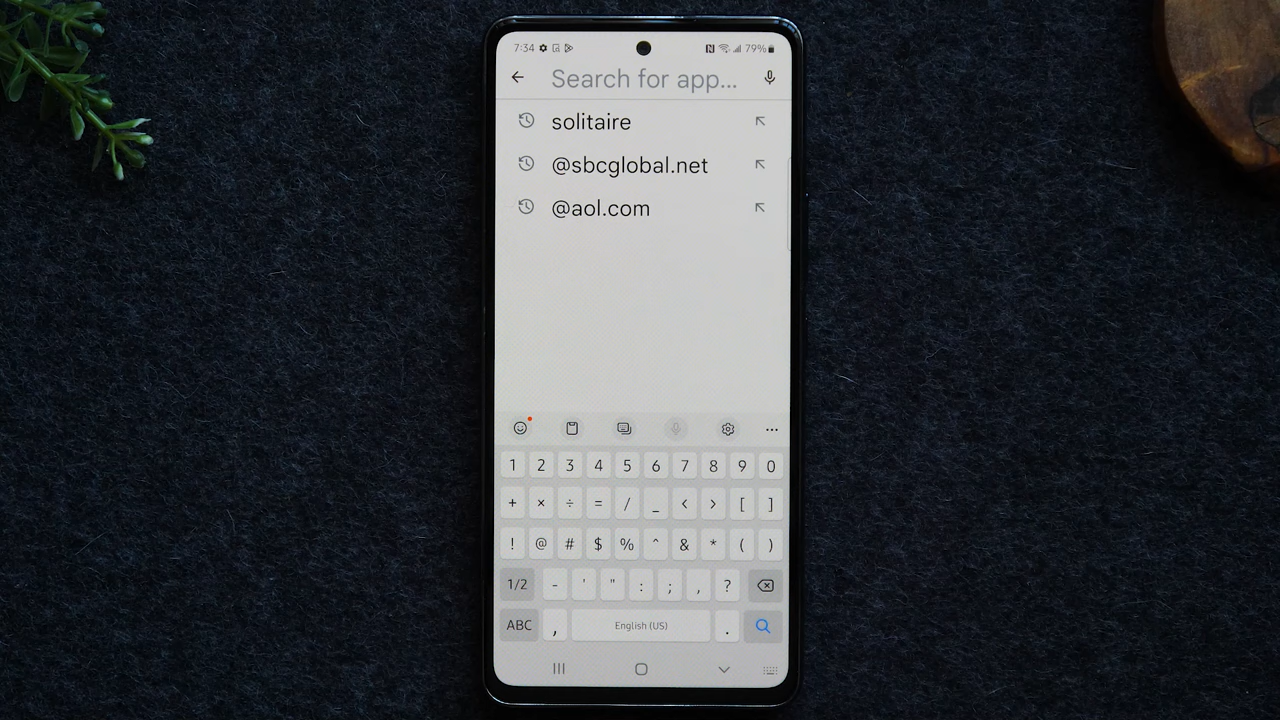 7:34 79%
Search for app...
solitaire
@sbcglobal.net
@aol.com
1 2 3 4 5 6 7 8 9 0
+ × ÷ = / _ < > [ ]
! @ # $ % ^ & * ( )
1/2 - ' " : ; , ?
ABC , English (US) .